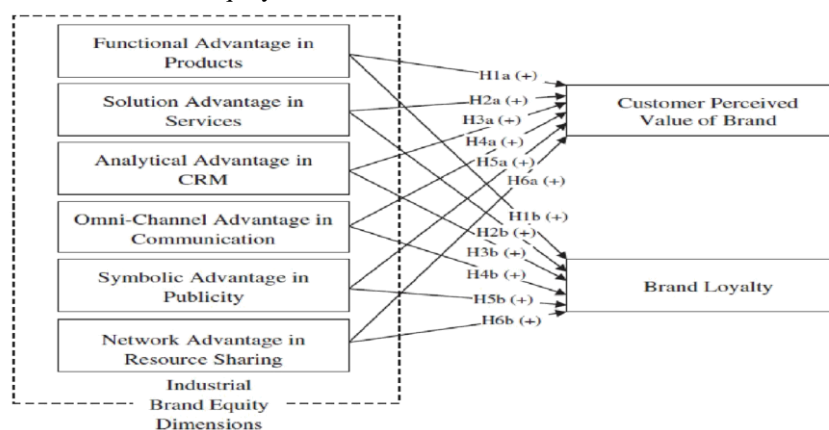 Functional Advantage in
Products
Solution Advantage in
Services
Analytical Advantage in
CRM
Omni-Channel Advantage in
Communication
Symbolic Advantage in
Publicity
Network Advantage in
Resource Sharing
Industrial
Brand Equity
Dimensions
H1a (+)
H2a (+)
H3a (+)
H4a (+)
H5a (+)
H6a (+)
H1b (+)
H2b (+)
H3b (+)
H4b (+)
H5b (+)
H6b (+)
Customer Perceived
Value of Brand
Brand Loyalty